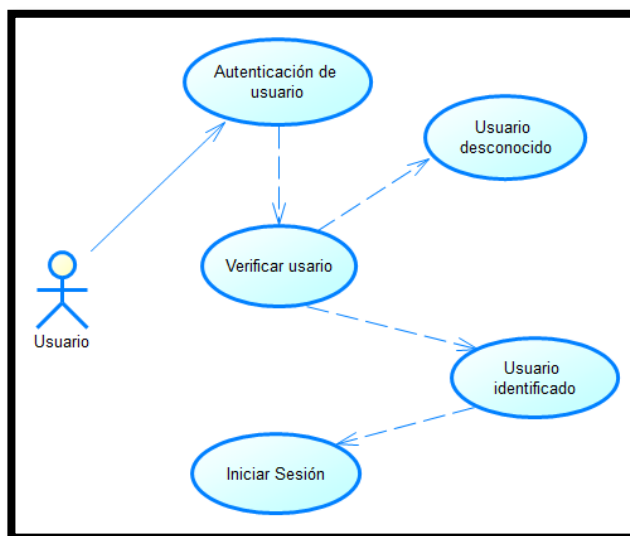 Autenticación de
usuario
Usuario
desconocido
Verificar usario
Usuario
Usuario
identificado
Iniciar Sesión